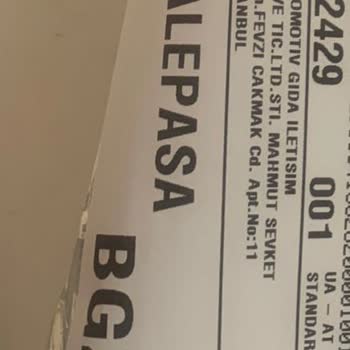 2429
OMOTIV GIDA ILETISIM
VE TIC.LTD.STI. MAHMUT SEVKET
.FEVZI CAKMAK Cd. Apt.No:11
ANBUL
001
UA - AT
STANDAR
ALEPASA
BG